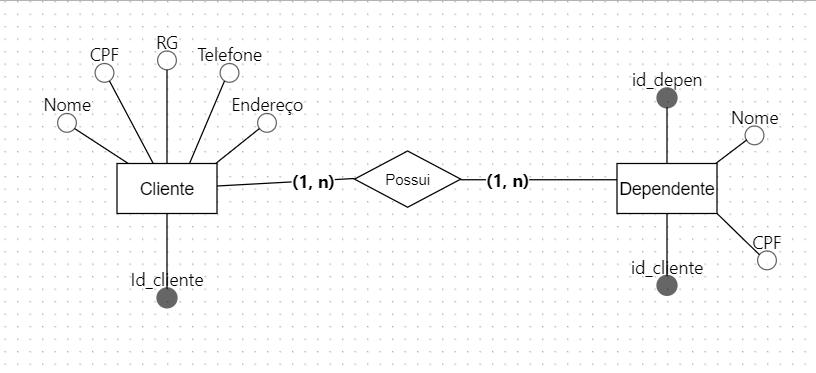 RG
CPF
Telefone
id_depen
Nome
Endereço
Nome
Cliente
(1, n)
Possui
(1, n)
Dependente
CPF
Id_cliente
id_cliente